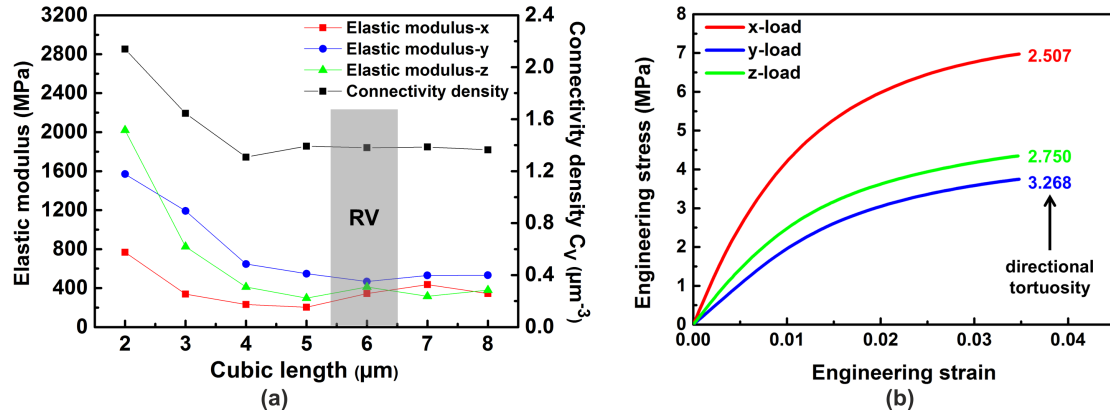 Elastic modulus (MPa)
3200
2800
2400
2000
1600
1200
800
400
0
2
3
4
5
6
7
8
Cubic length (μm)
2.4
2.0
1.6
1.2
0.8
0.4
0.0
Connectivity density Cv (μm-3)
Elastic modulus-x
Elastic modulus-y
Elastic modulus-z
Connectivity density
RV
(a)
Engineering stress (MPa)
8
7
6
5
4
3
2
1
0
0.00
0.01
0.02
0.03
0.04
Engineering strain
x-load
y-load
z-load
2.507
2.750
3.268
directional
tortuosity
(b)